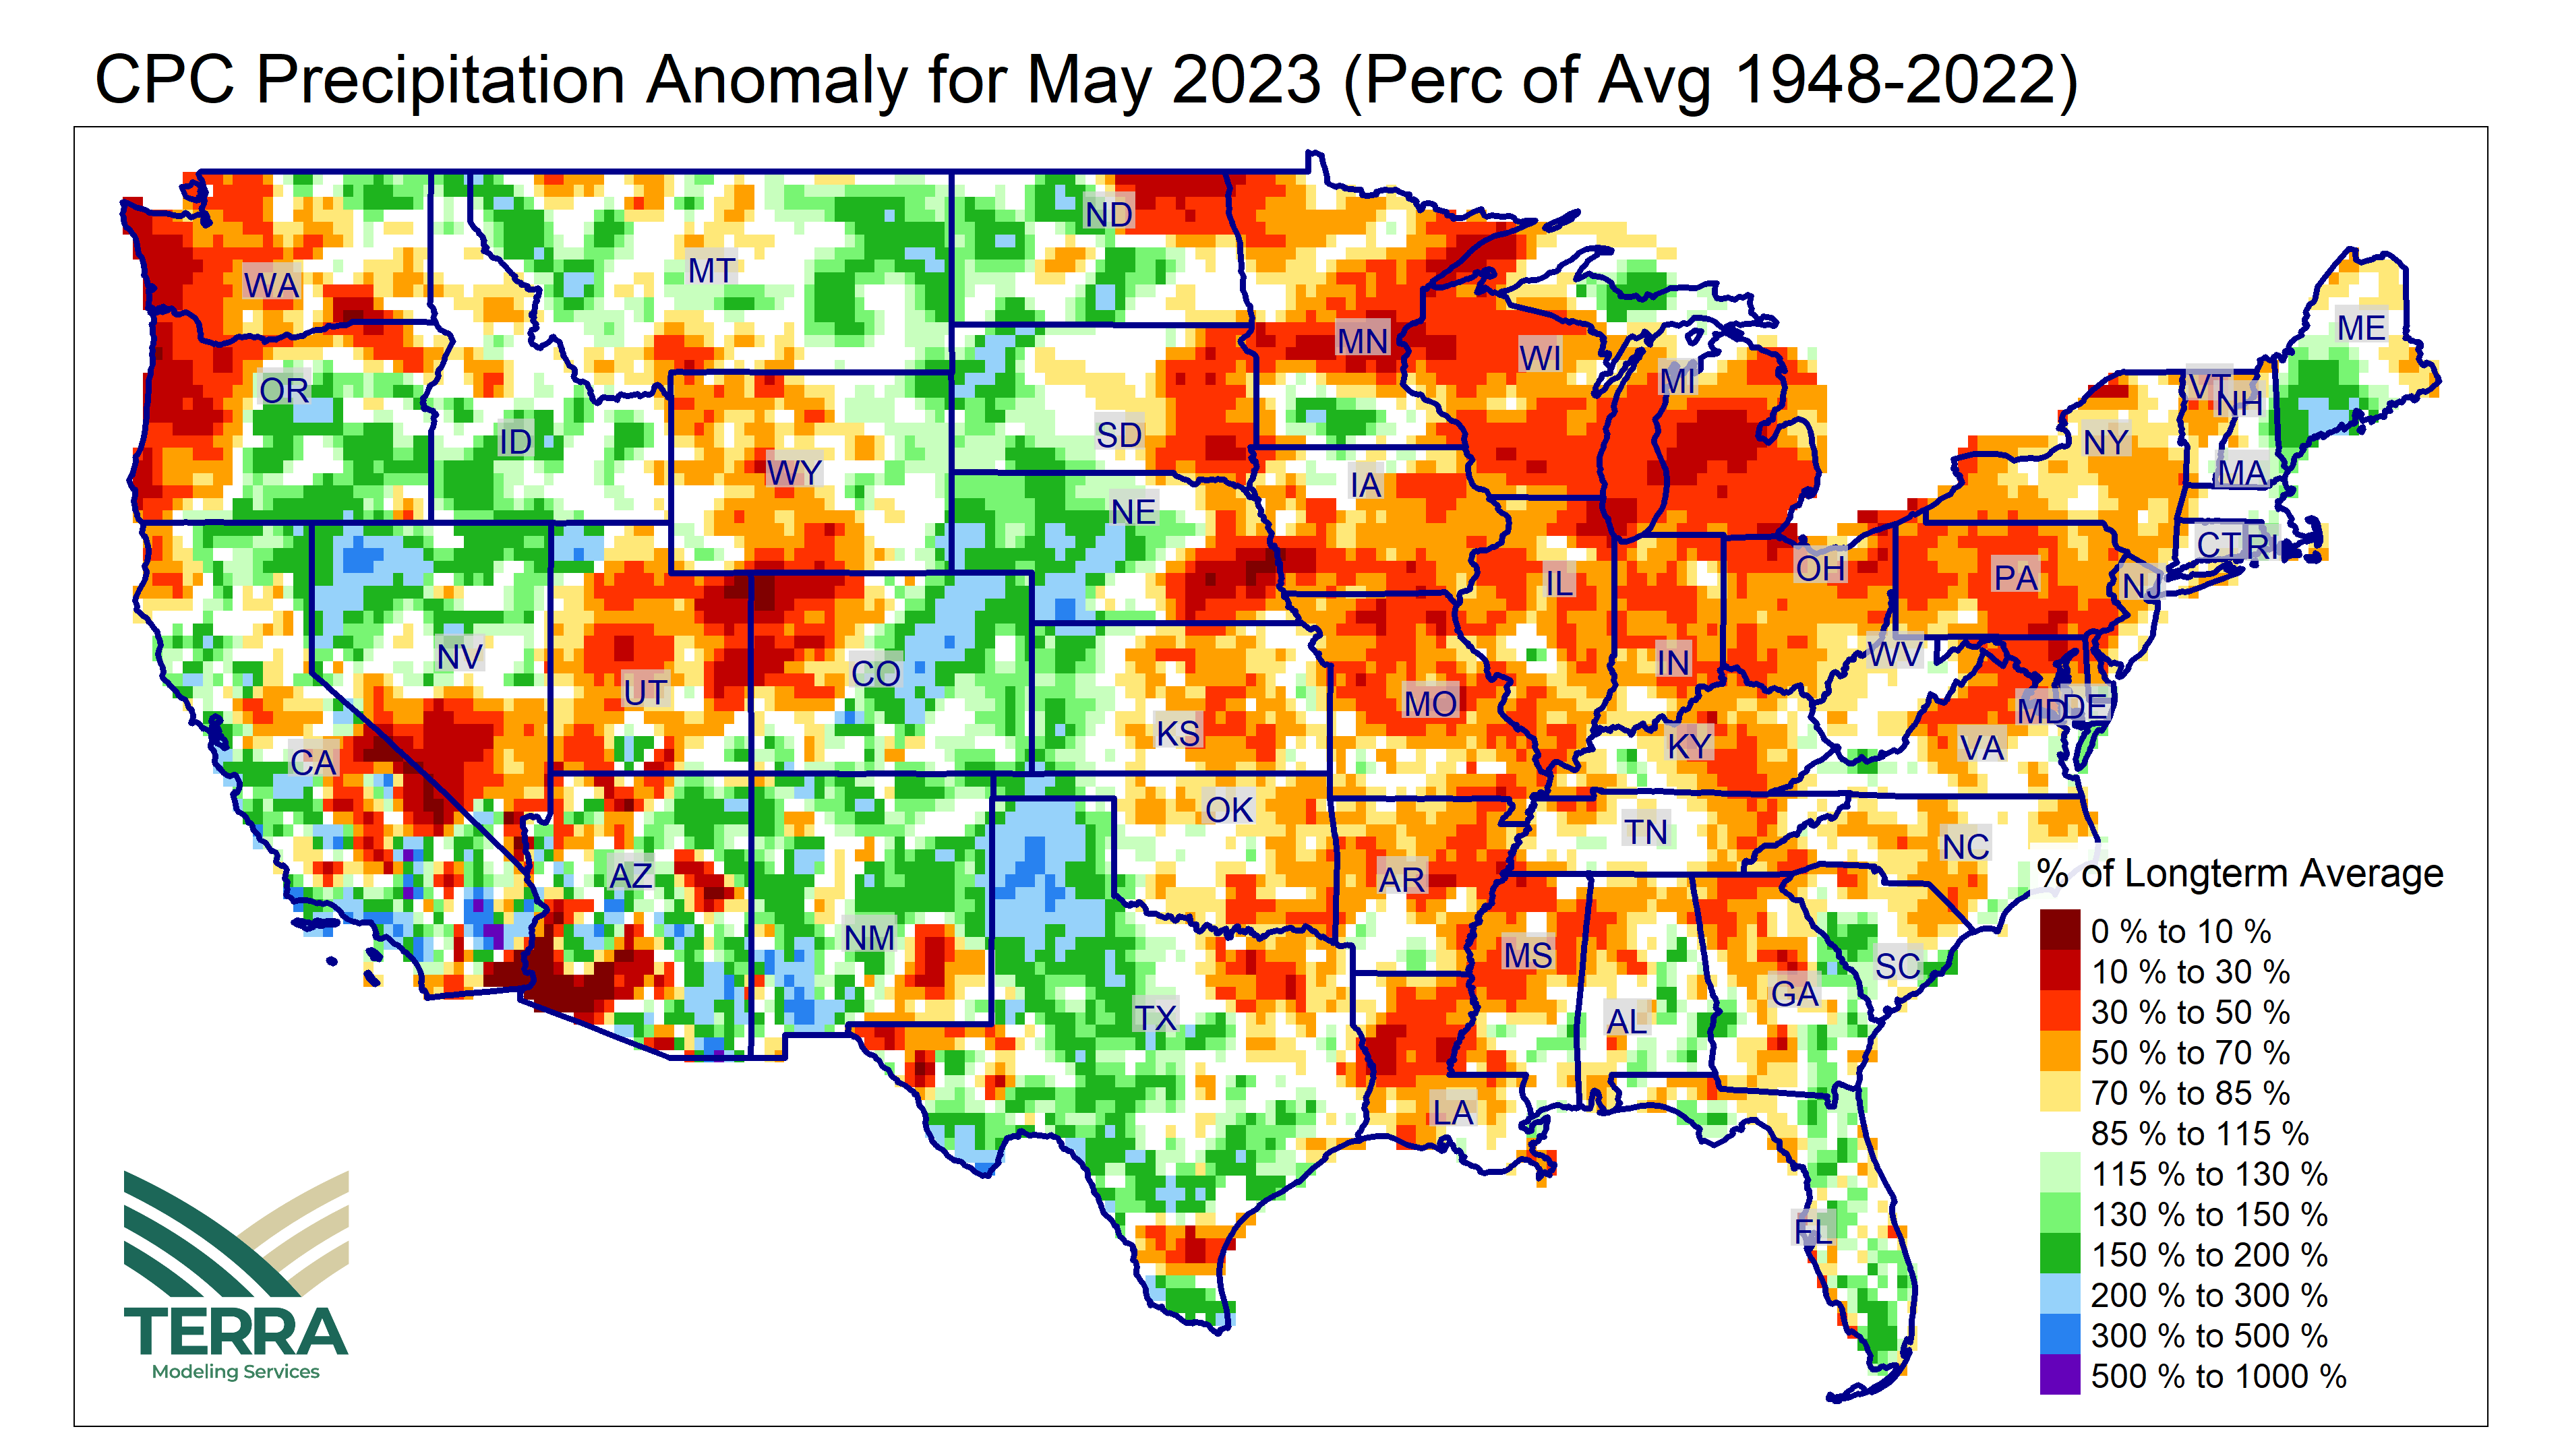 CPC Precipitation Anomaly for May 2023 (Perc of Avg 1948-2022)
ND
WA
MT
ME
MN
WI
OR
MI
VT
NH
ID
SD
NY
WY
IA
MA
NE
CT
RI
OH
IL
PA
NJ
NV
CO
IN
WV
UT
MO
MD
DE
KS
KY
VA
CA
OK
TN
NC
AZ
AR
NM
MS
SC
GA
TX
AL
LA
FL
% of Longterm Average
0 % to 10 %
10 % to 30 %
30 % to 50 %
50 % to 70 %
70 % to 85 %
85 % to 115 %
115 % to 130 %
130 % to 150 %
150 % to 200 %
200 % to 300 %
300 % to 500 %
500 % to 1000 %
TERRA
Modeling Services